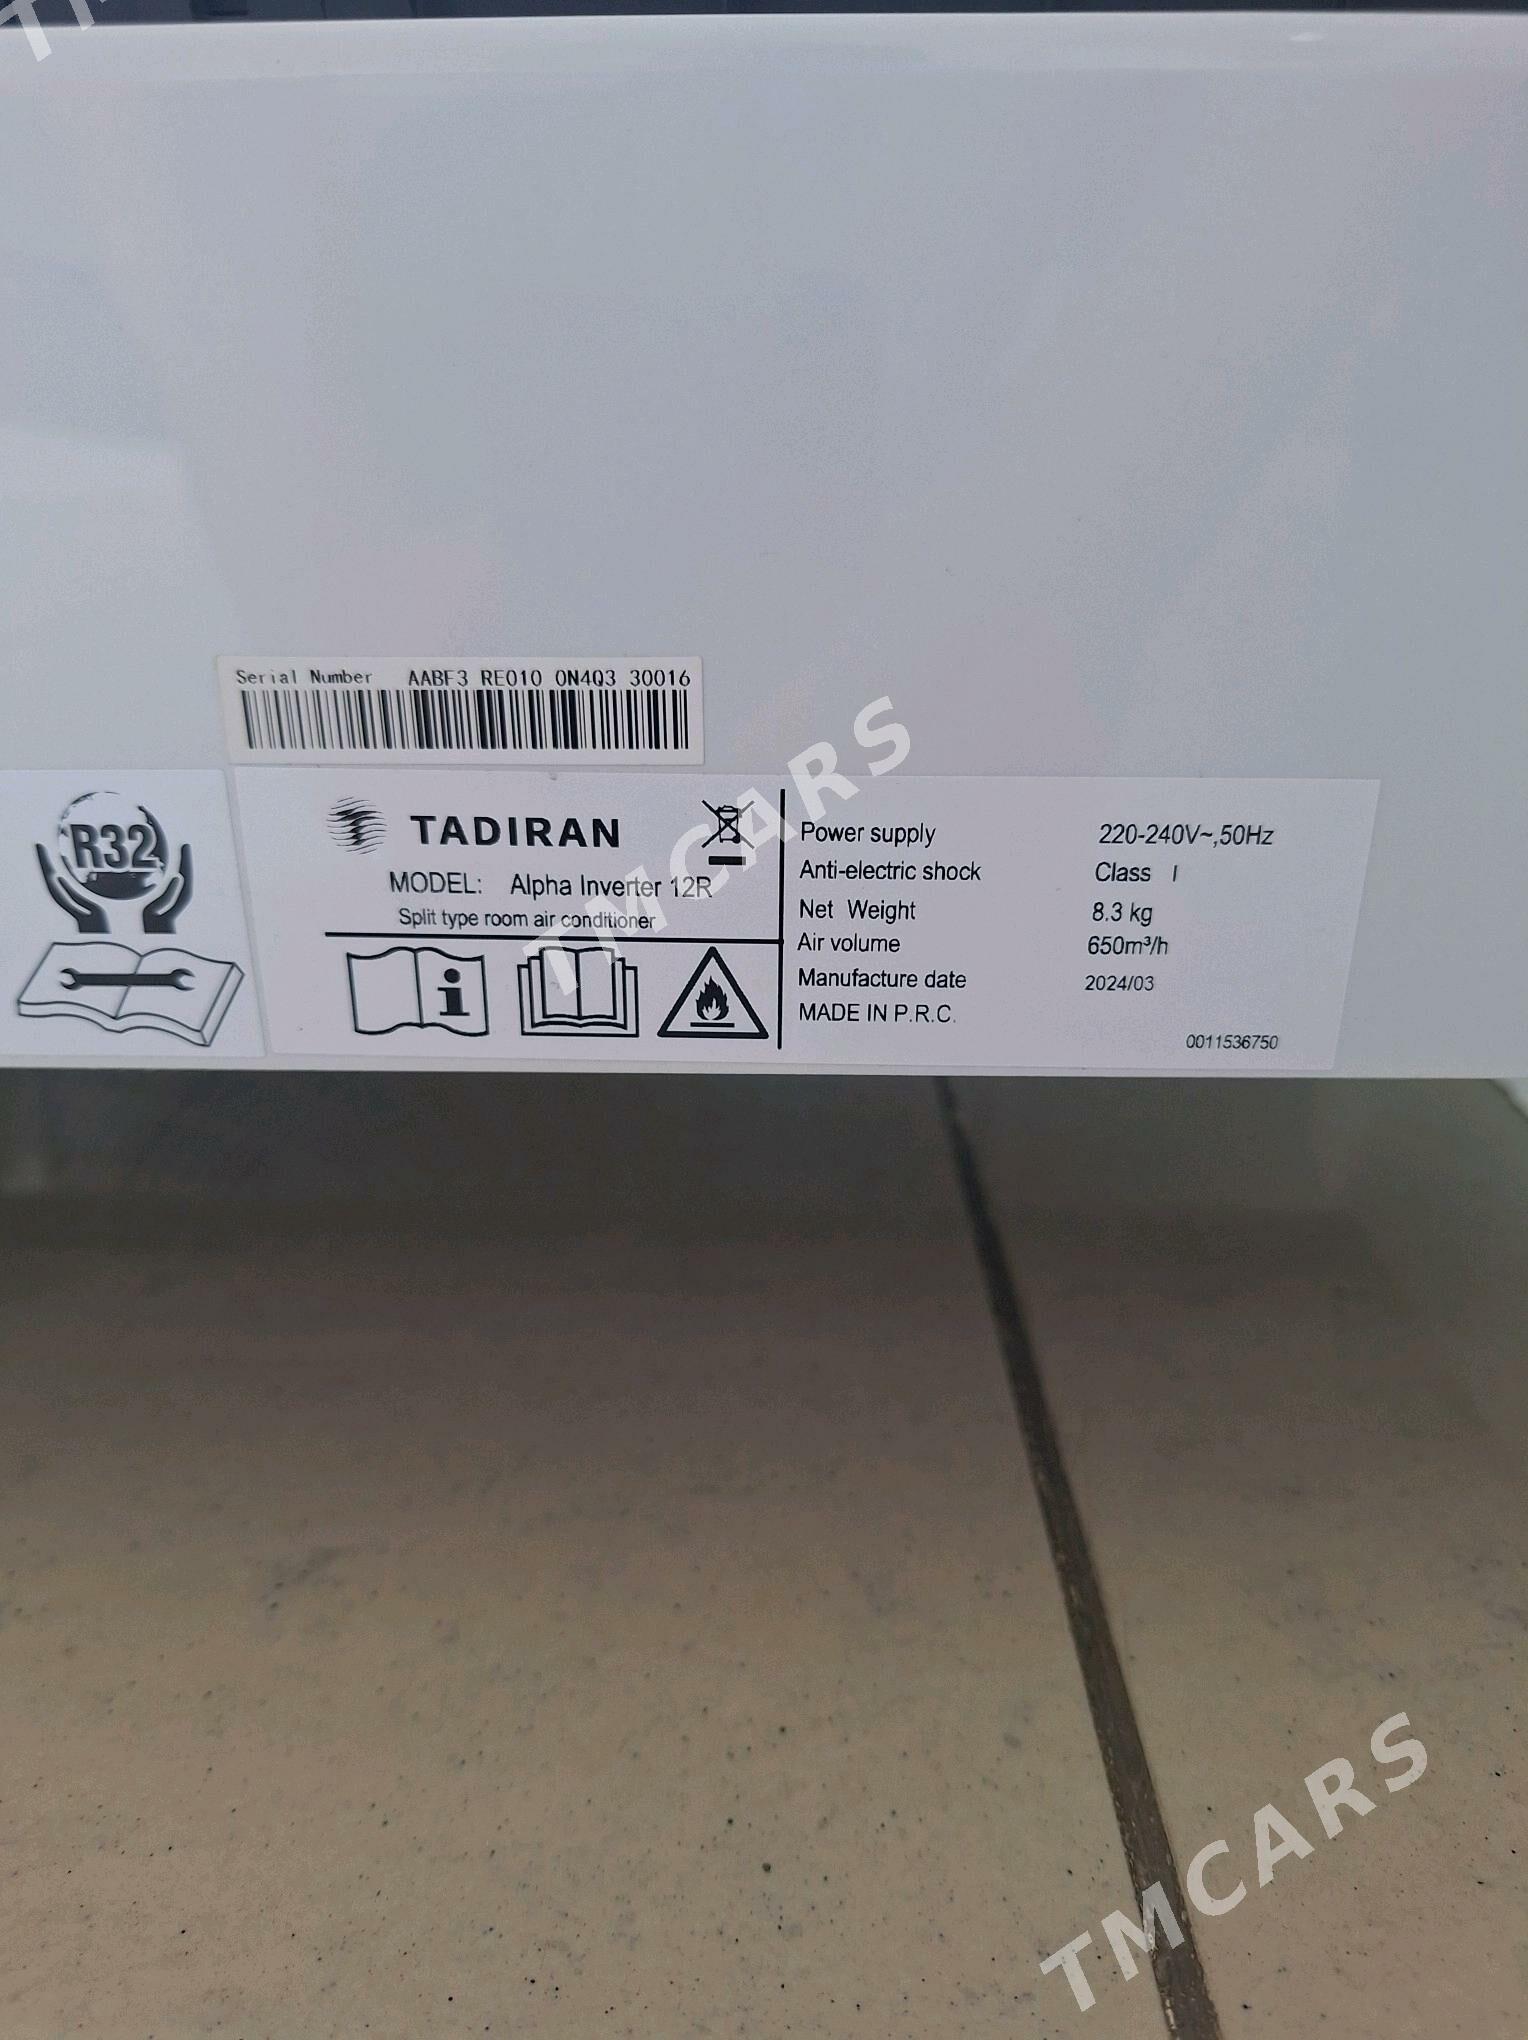 Serial Number AABF3 RE010 0N4Q3 30016
R32
TADIRAN
MODEL: Alpha Inverter 12R
Split type room air conditioner
Power supply 220-240V~,50Hz
Anti-electric shock Class I
Net Weight 8.3 kg
Air volume 650m³/h
Manufacture date 2024/03
MADE IN P.R.C.
0011536750
TMCARS
TMCARS